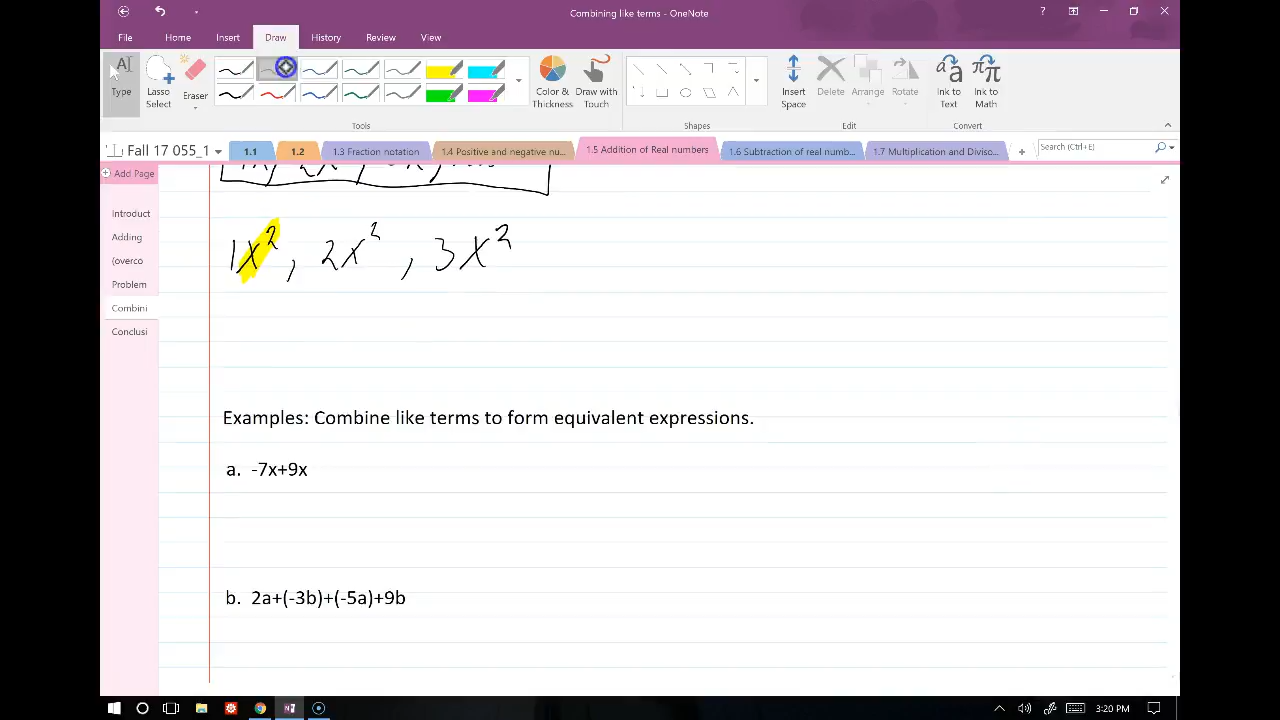 Combining like terms - OneNote
?
File Home Insert Draw History Review View
Type
Lasso Select
Eraser
Color & Thickness
Draw with Touch
Insert Space
Delete
Arrange
Rotate
Ink to Text
Ink to Math
Tools
Shapes
Edit
Convert
Fall 17 055_1 1.1 1.2 1.3 Fraction notation 1.4 Positive and negative nu... 1.5 Addition of Real numbers 1.6 Subtraction of real numb... 1.7 Multiplication and Diviso... + Search (Ctrl+E)
Add Page
Introduct
Adding
(overco
Problem
Combini
Conclusi
1x², 2x², 3x²
Examples: Combine like terms to form equivalent expressions.
a. -7x+9x
b. 2a+(-3b)+(-5a)+9b
3:20 PM